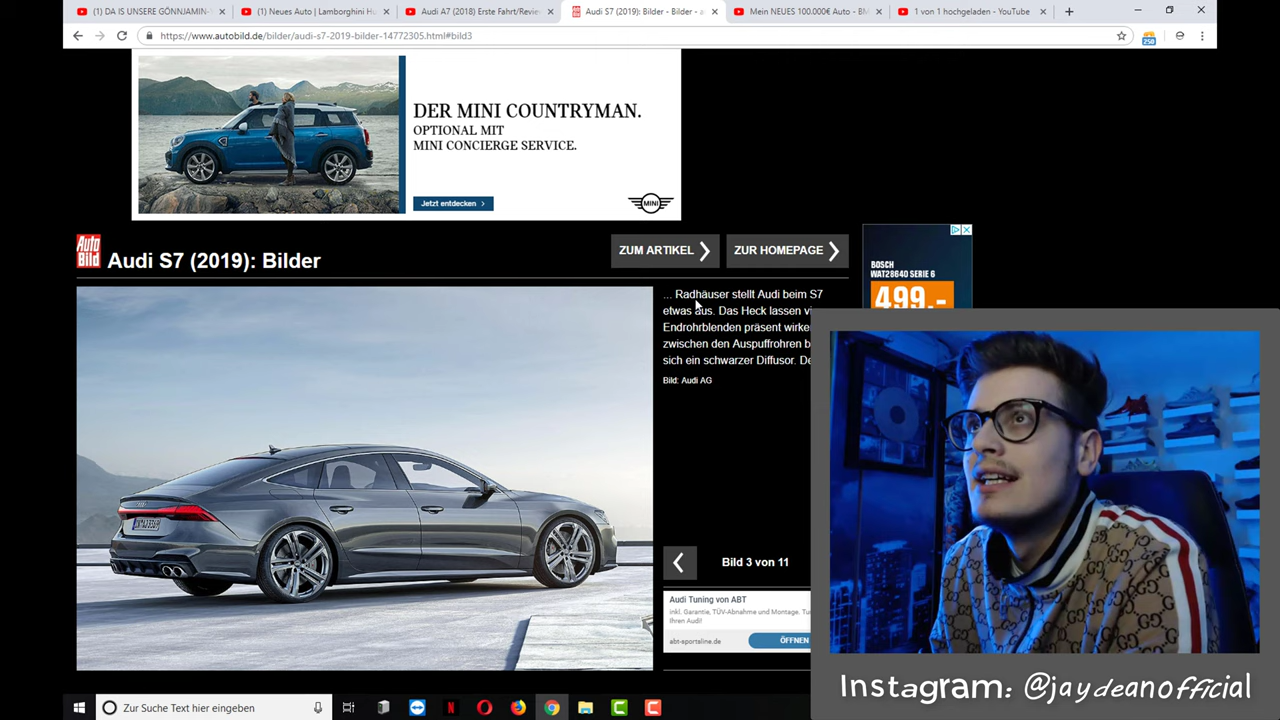 (1) DA IS UNSERE GÖNNJAMIN-
(1) Neues Auto | Lamborghini Hu
Audi A7 (2018) Erste Fahrt/Revie
Audi S7 (2019): Bilder - Bilder - a
Mein NEUES 100.000€ Auto - BM
1 von 1 hochgeladen - YouTube
https://www.autobild.de/bilder/audi-s7-2019-bilder-14772305.html#bild3
250
DER MINI COUNTRYMAN.
OPTIONAL MIT
MINI CONCIERGE SERVICE.
Jetzt entdecken
MINI
Auto Bild
Audi S7 (2019): Bilder
ZUM ARTIKEL
ZUR HOMEPAGE
BOSCH
WAT28640 SERIE 6
499.-
... Radhäuser stellt Audi beim S7
etwas aus. Das Heck lassen vi
Endrohrblenden präsent wirke
zwischen den Auspuffrohren b
sich ein schwarzer Diffusor. De
Bild: Audi AG
Bild 3 von 11
Audi Tuning von ABT
inkl. Garantie, TÜV-Abnahme und Montage. Tu
Ihren Audi!
abt-sportsline.de
ÖFFNEN
Instagram: @jaydeanofficial
Zur Suche Text hier eingeben